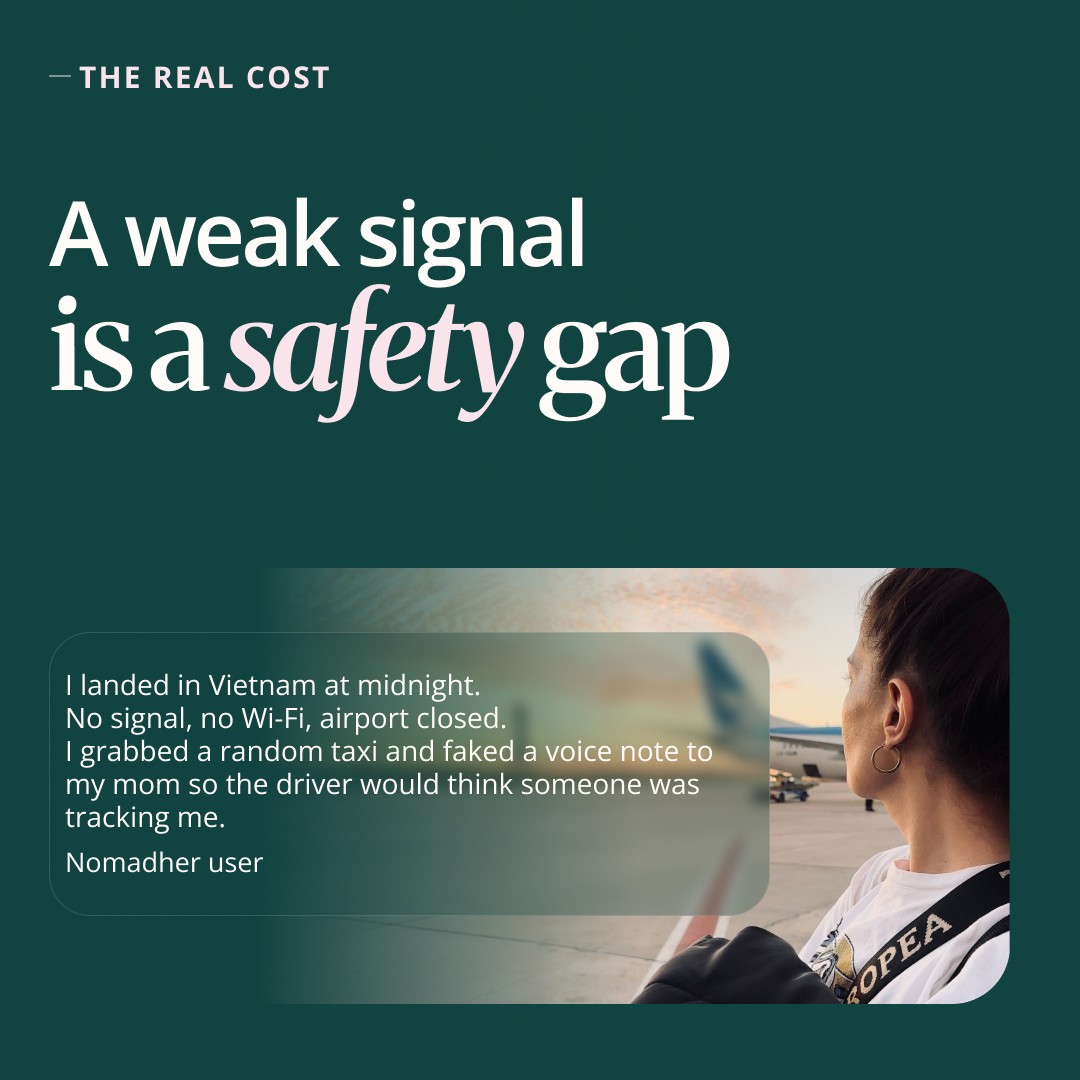 — THE REAL COST
A weak signal
is a safety gap
I landed in Vietnam at midnight.
No signal, no Wi-Fi, airport closed.
I grabbed a random taxi and faked a voice note to
my mom so the driver would think someone was
tracking me.
Nomadher user
ROPEA